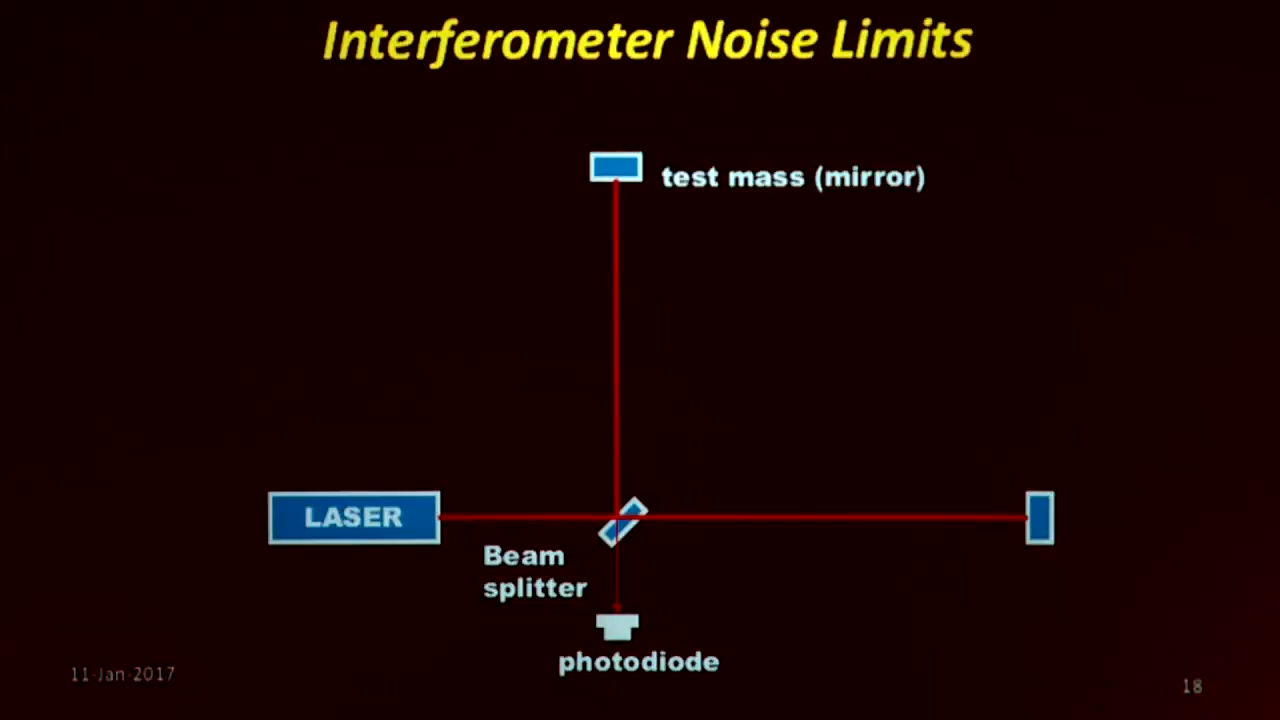 Interferometer Noise Limits
test mass (mirror)
LASER
Beam
splitter
photodiode
11-Jan-2017
18